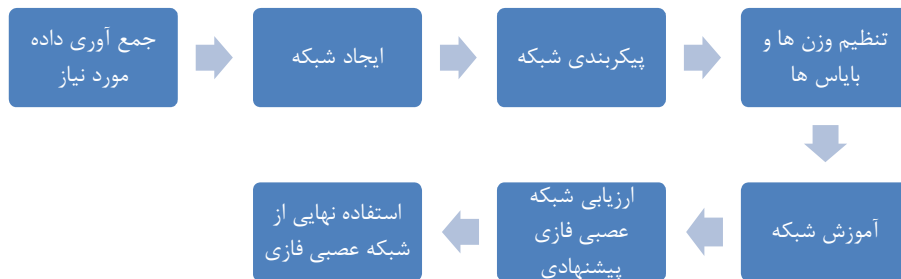 جمع آوری داده
مورد نیاز
ایجاد شبکه
پیکربندی شبکه
تنظیم وزن ها و
بایاس ها
آموزش شبکه
ارزیابی شبکه
عصبی فازی
پیشنهادی
استفاده نهایی از
شبکه عصبی فازی